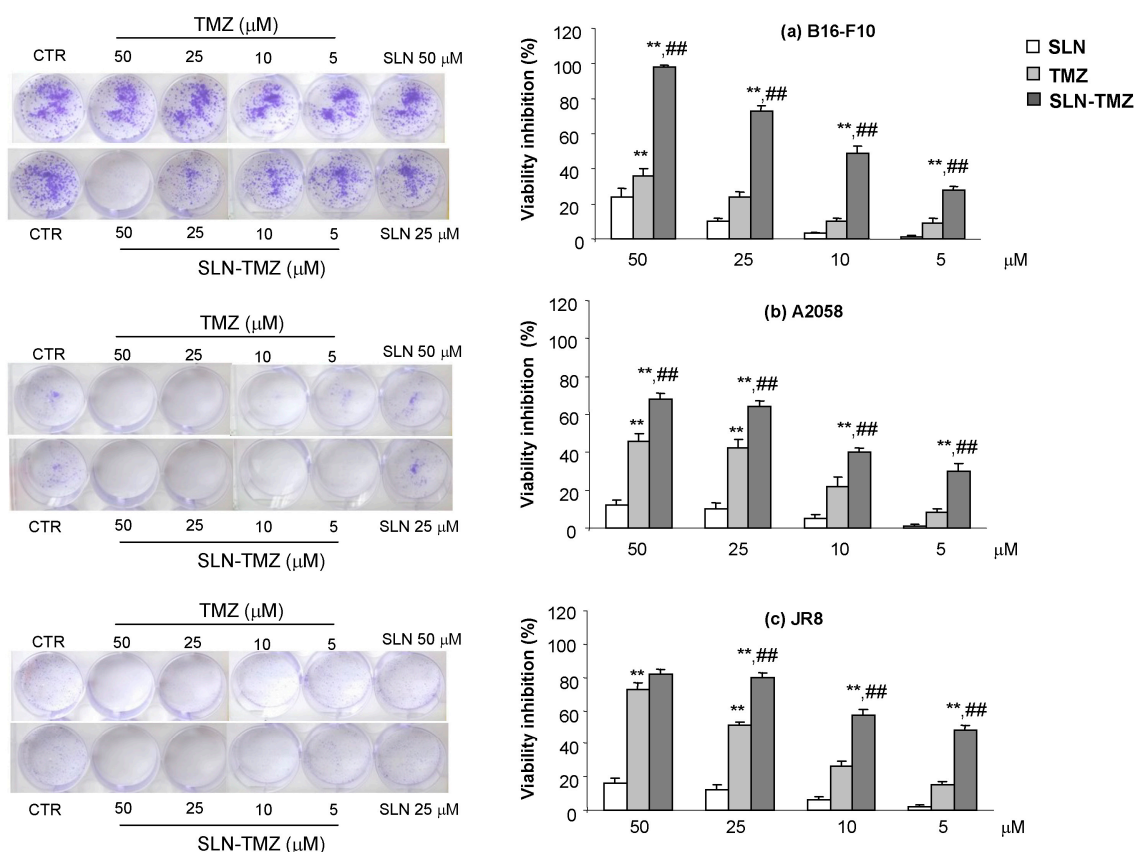 TMZ (μM)
CTR 50 25 10 5 SLN 50 μM
CTR 50 25 10 5 SLN 25 μM
SLN-TMZ (μM)
(a) B16-F10
Viability inhibition (%)
120
100
80
60
40
20
0
**,## **,## **,## **,##
**
50 25 10 5 μM
SLN
TMZ
SLN-TMZ
TMZ (μM)
CTR 50 25 10 5 SLN 50 μM
CTR 50 25 10 5 SLN 25 μM
SLN-TMZ (μM)
(b) A2058
Viability inhibition (%)
120
100
80
60
40
20
0
**,## **,## **,## **,##
** **
50 25 10 5 μM
TMZ (μM)
CTR 50 25 10 5 SLN 50 μM
CTR 50 25 10 5 SLN 25 μM
SLN-TMZ (μM)
(c) JR8
Viability inhibition (%)
120
100
80
60
40
20
0
**,## **,## **,##
** **
50 25 10 5 μM